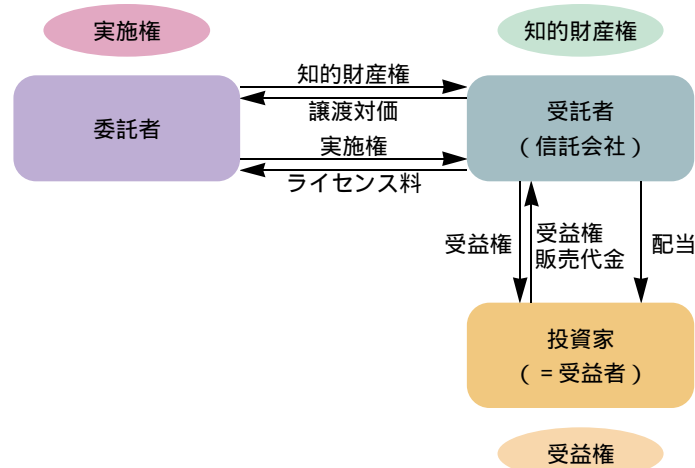 実施権
知的財産権
知的財産権
譲渡対価
委託者
受託者
（信託会社）
実施権
ライセンス料
受益権
受益権
販売代金
配当
投資家
（＝受益者）
受益権